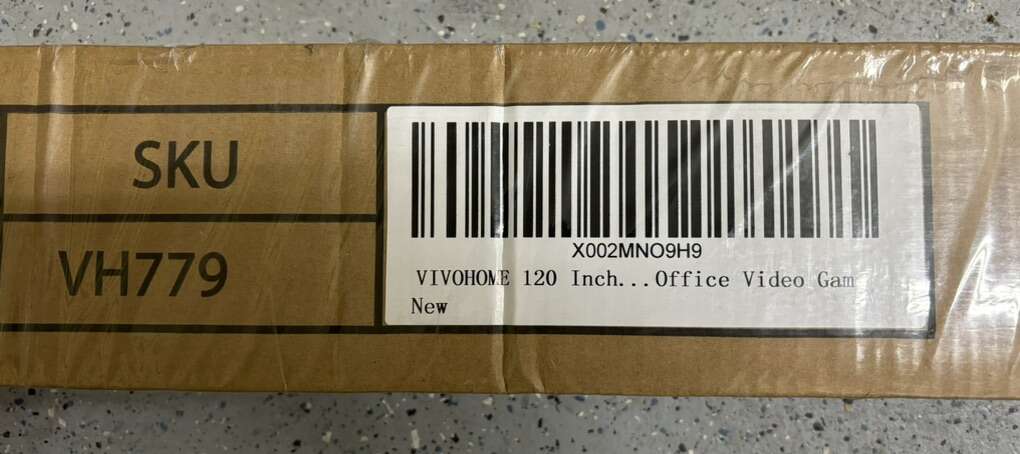 SKU
VH779
X002MNO9H9
VIVOHOME 120 Inch...Office Video Gam
New